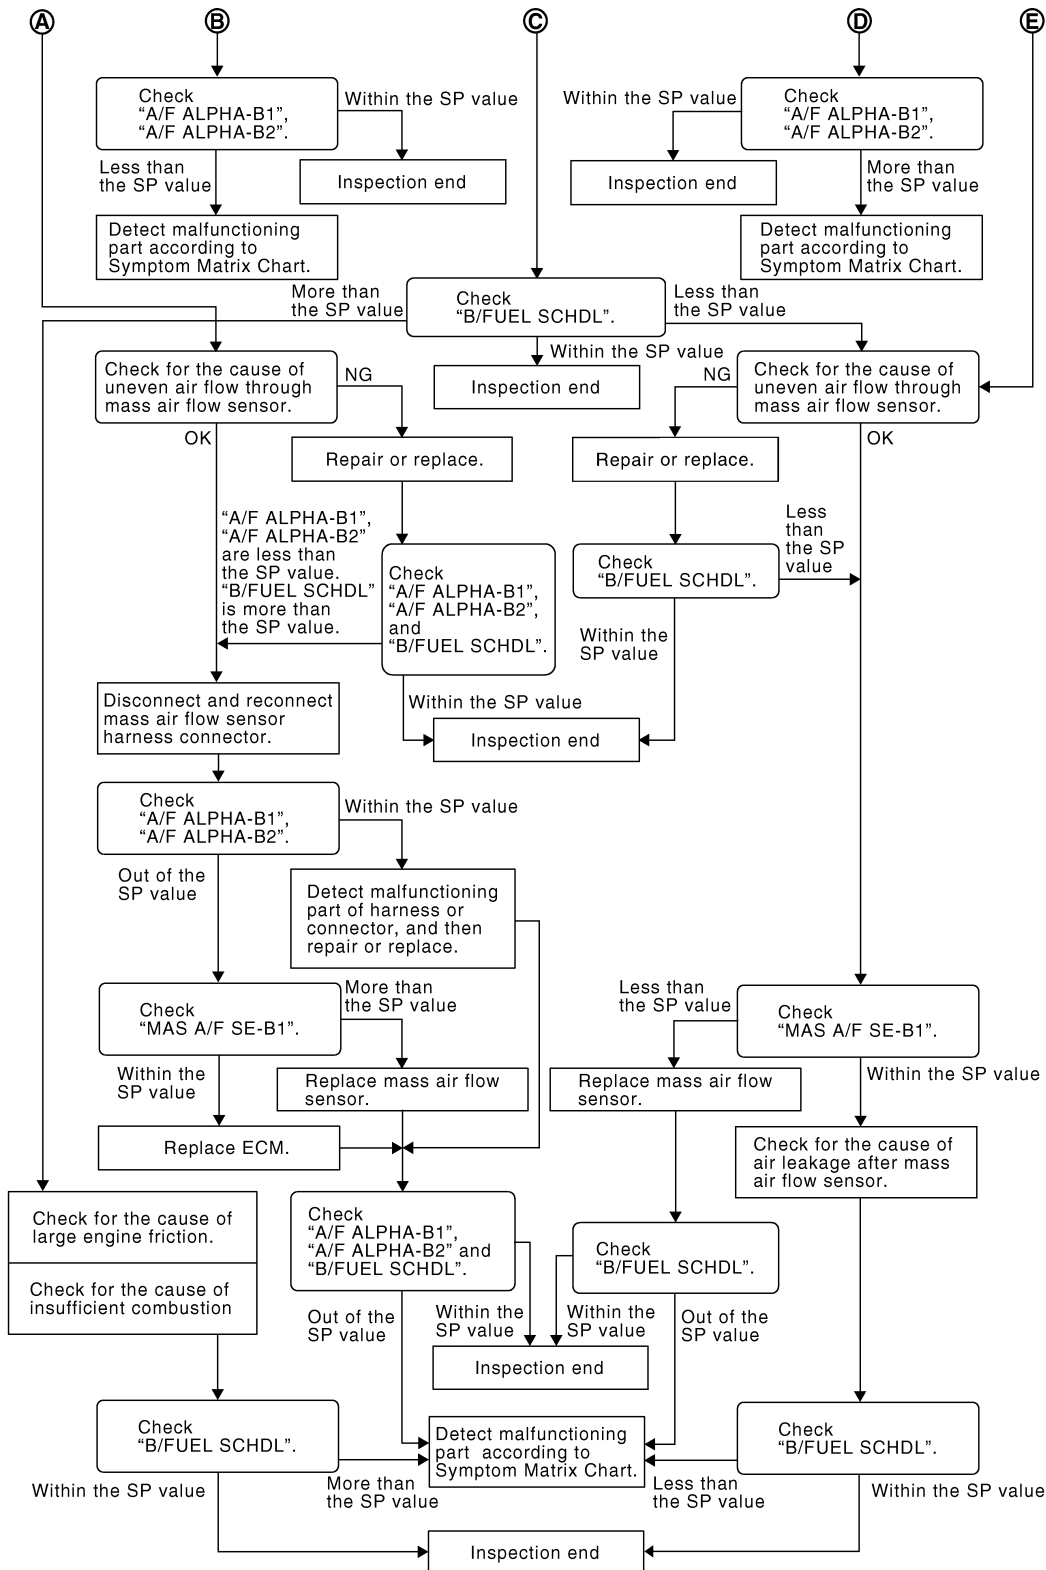 A
B
C
D
E
Check
“A/F ALPHA-B1”,
“A/F ALPHA-B2”.
Within the SP value
Within the SP value
Check
“A/F ALPHA-B1”,
“A/F ALPHA-B2”.
Less than
the SP value
Inspection end
Inspection end
More than
the SP value
Detect malfunctioning
part according to
Symptom Matrix Chart.
Detect malfunctioning
part according to
Symptom Matrix Chart.
More than
the SP value
Check
“B/FUEL SCHDL”.
Less than
the SP value
Within the SP value
Check for the cause of
uneven air flow through
mass air flow sensor.
NG
Inspection end
NG
Check for the cause of
uneven air flow through
mass air flow sensor.
OK
OK
Repair or replace.
Repair or replace.
“A/F ALPHA-B1”,
“A/F ALPHA-B2”
are less than
the SP value.
“B/FUEL SCHDL”
is more than
the SP value.
Check
“A/F ALPHA-B1”,
“A/F ALPHA-B2”,
and
“B/FUEL SCHDL”.
Check
“B/FUEL SCHDL”.
Less
than
the SP
value
Within the
SP value
Disconnect and reconnect
mass air flow sensor
harness connector.
Within the SP value
Inspection end
Check
“A/F ALPHA-B1”,
“A/F ALPHA-B2”.
Within the SP value
Out of the
SP value
Detect malfunctioning
part of harness or
connector, and then
repair or replace.
Check
“MAS A/F SE-B1”.
More than
the SP value
Less than
the SP value
Check
“MAS A/F SE-B1”.
Within the
SP value
Replace mass air flow
sensor.
Replace mass air flow
sensor.
Within the SP value
Replace ECM.
Check for the cause of
air leakage after mass
air flow sensor.
Check for the cause of
large engine friction.
Check for the cause of
insufficient combustion
Check
“A/F ALPHA-B1”,
“A/F ALPHA-B2” and
“B/FUEL SCHDL”.
Check
“B/FUEL SCHDL”.
Out of the
SP value
Within the
SP value
Within the
SP value
Out of the
SP value
Inspection end
Check
“B/FUEL SCHDL”.
Detect malfunctioning
part according to
Symptom Matrix Chart.
Check
“B/FUEL SCHDL”.
Within the SP value
More than
the SP value
Less than
the SP value
Within the SP value
Inspection end